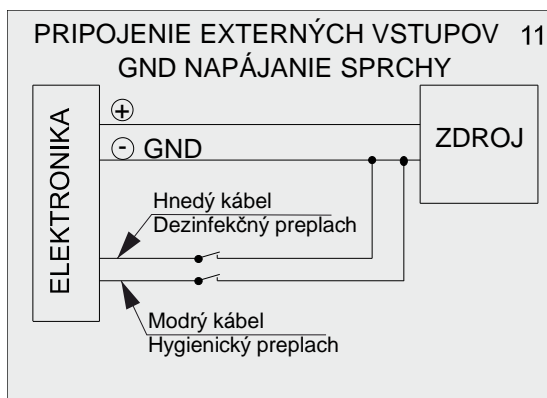 PRIPOJENIE EXTERNÝCH VSTUPOV 11
GND NAPÁJANIE SPRCHY
+
- GND
ELEKTRONIKA
ZDROJ
Hnedý kábel
Dezinfekčný preplach
Modrý kábel
Hygienický preplach